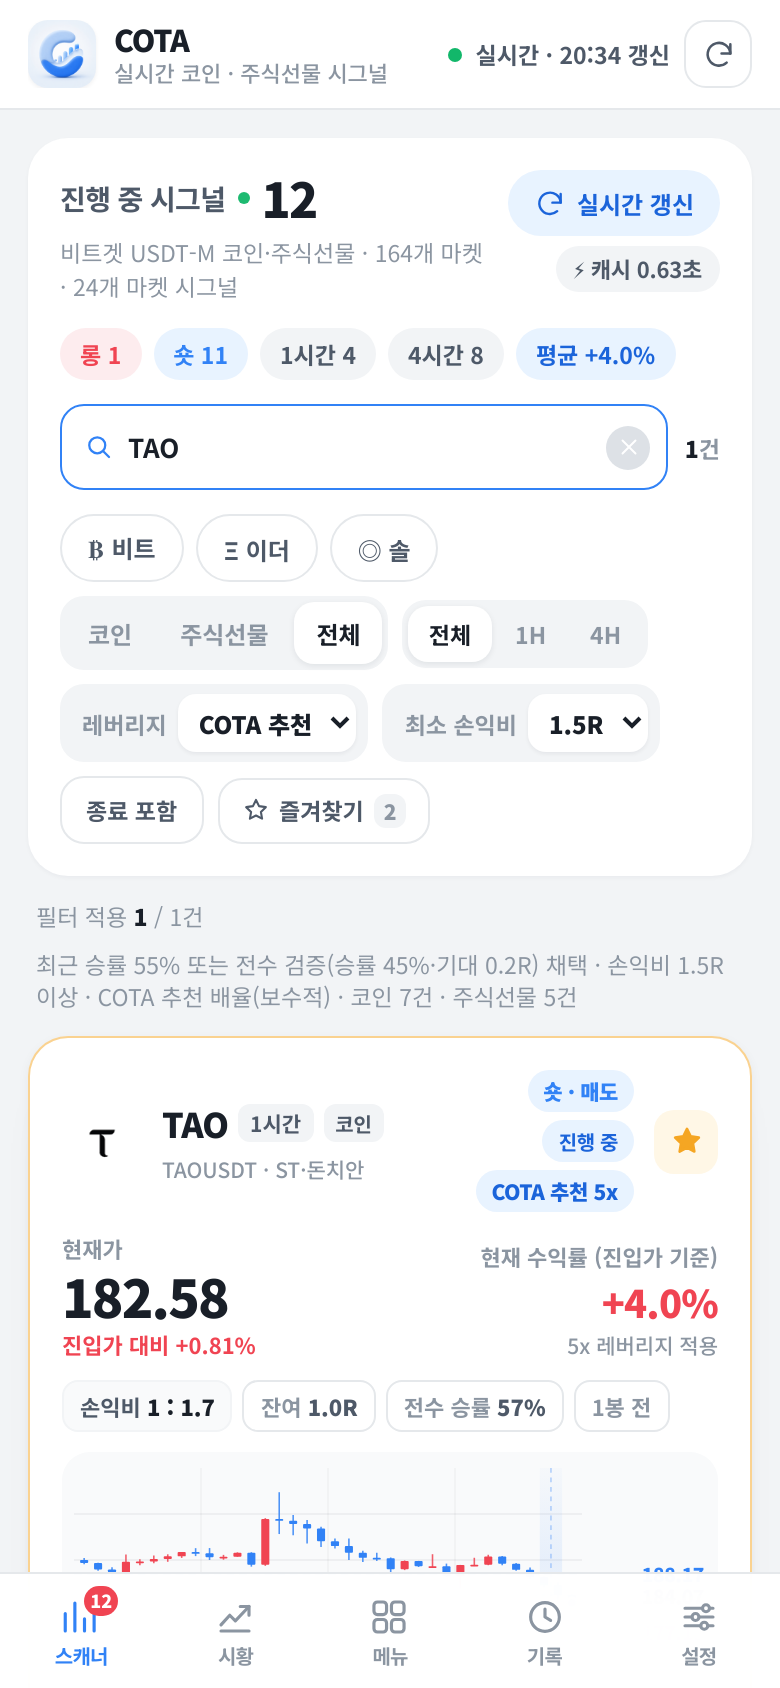 COTA
실시간 코인 · 주식선물 시그널
실시간 · 20:34 갱신
진행 중 시그널 12
실시간 갱신
비트겟 USDT-M 코인·주식선물 · 164개 마켓
· 24개 마켓 시그널
⚡ 캐시 0.63초
롱 1 숏 11 1시간 4 4시간 8 평균 +4.0%
TAO
1건
₿ 비트 Ξ 이더 ◎ 솔
코인 주식선물 전체 전체 1H 4H
레버리지 COTA 추천 최소 손익비 1.5R
종료 포함 즐겨찾기 2
필터 적용 1 / 1건
최근 승률 55% 또는 전수 검증(승률 45%·기대 0.2R) 채택 · 손익비 1.5R
이상 · COTA 추천 배율(보수적) · 코인 7건 · 주식선물 5건
TAO 1시간 코인
TAOUSDT · ST·돈치안
숏 · 매도
진행 중
COTA 추천 5x
현재가
182.58
진입가 대비 +0.81%
현재 수익률 (진입가 기준)
+4.0%
5x 레버리지 적용
손익비 1 : 1.7 잔여 1.0R 전수 승률 57% 1봉 전
12
스캐너 시황 메뉴 기록 설정